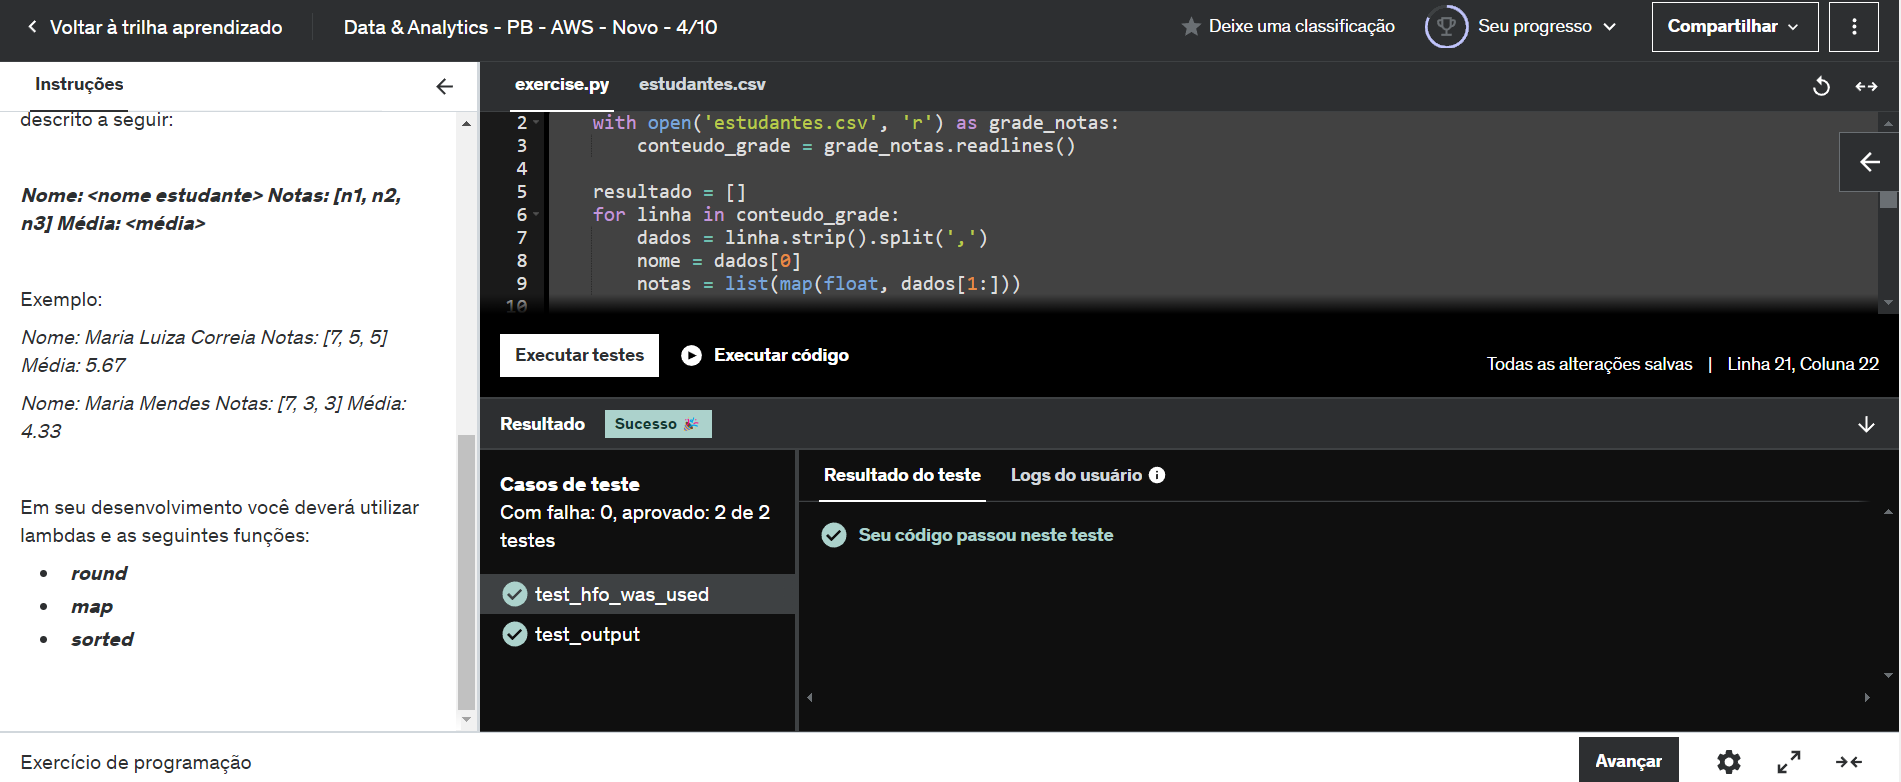 Voltar à trilha aprendizado
Data & Analytics - PB - AWS - Novo - 4/10
Deixe uma classificação
Seu progresso
Compartilhar
Instruções
descrito a seguir:
Nome: <nome estudante> Notas: [n1, n2,
n3] Média: <média>
Exemplo:
Nome: Maria Luiza Correia Notas: [7, 5, 5]
Média: 5.67
Nome: Maria Mendes Notas: [7, 3, 3] Média:
4.33
Em seu desenvolvimento você deverá utilizar
lambdas e as seguintes funções:
• round
• map
• sorted
exercise.py
estudantes.csv
2 with open('estudantes.csv', 'r') as grade_notas:
3 conteudo_grade = grade_notas.readlines()
4
5 resultado = []
6 for linha in conteudo_grade:
7 dados = linha.strip().split(',')
8 nome = dados[0]
9 notas = list(map(float, dados[1:]))
10
Executar testes
Executar código
Todas as alterações salvas | Linha 21, Coluna 22
Resultado
Sucesso 🎉
Casos de teste
Com falha: 0, aprovado: 2 de 2
testes
test_hfo_was_used
test_output
Resultado do teste
Logs do usuário
Seu código passou neste teste
Exercício de programação
Avançar